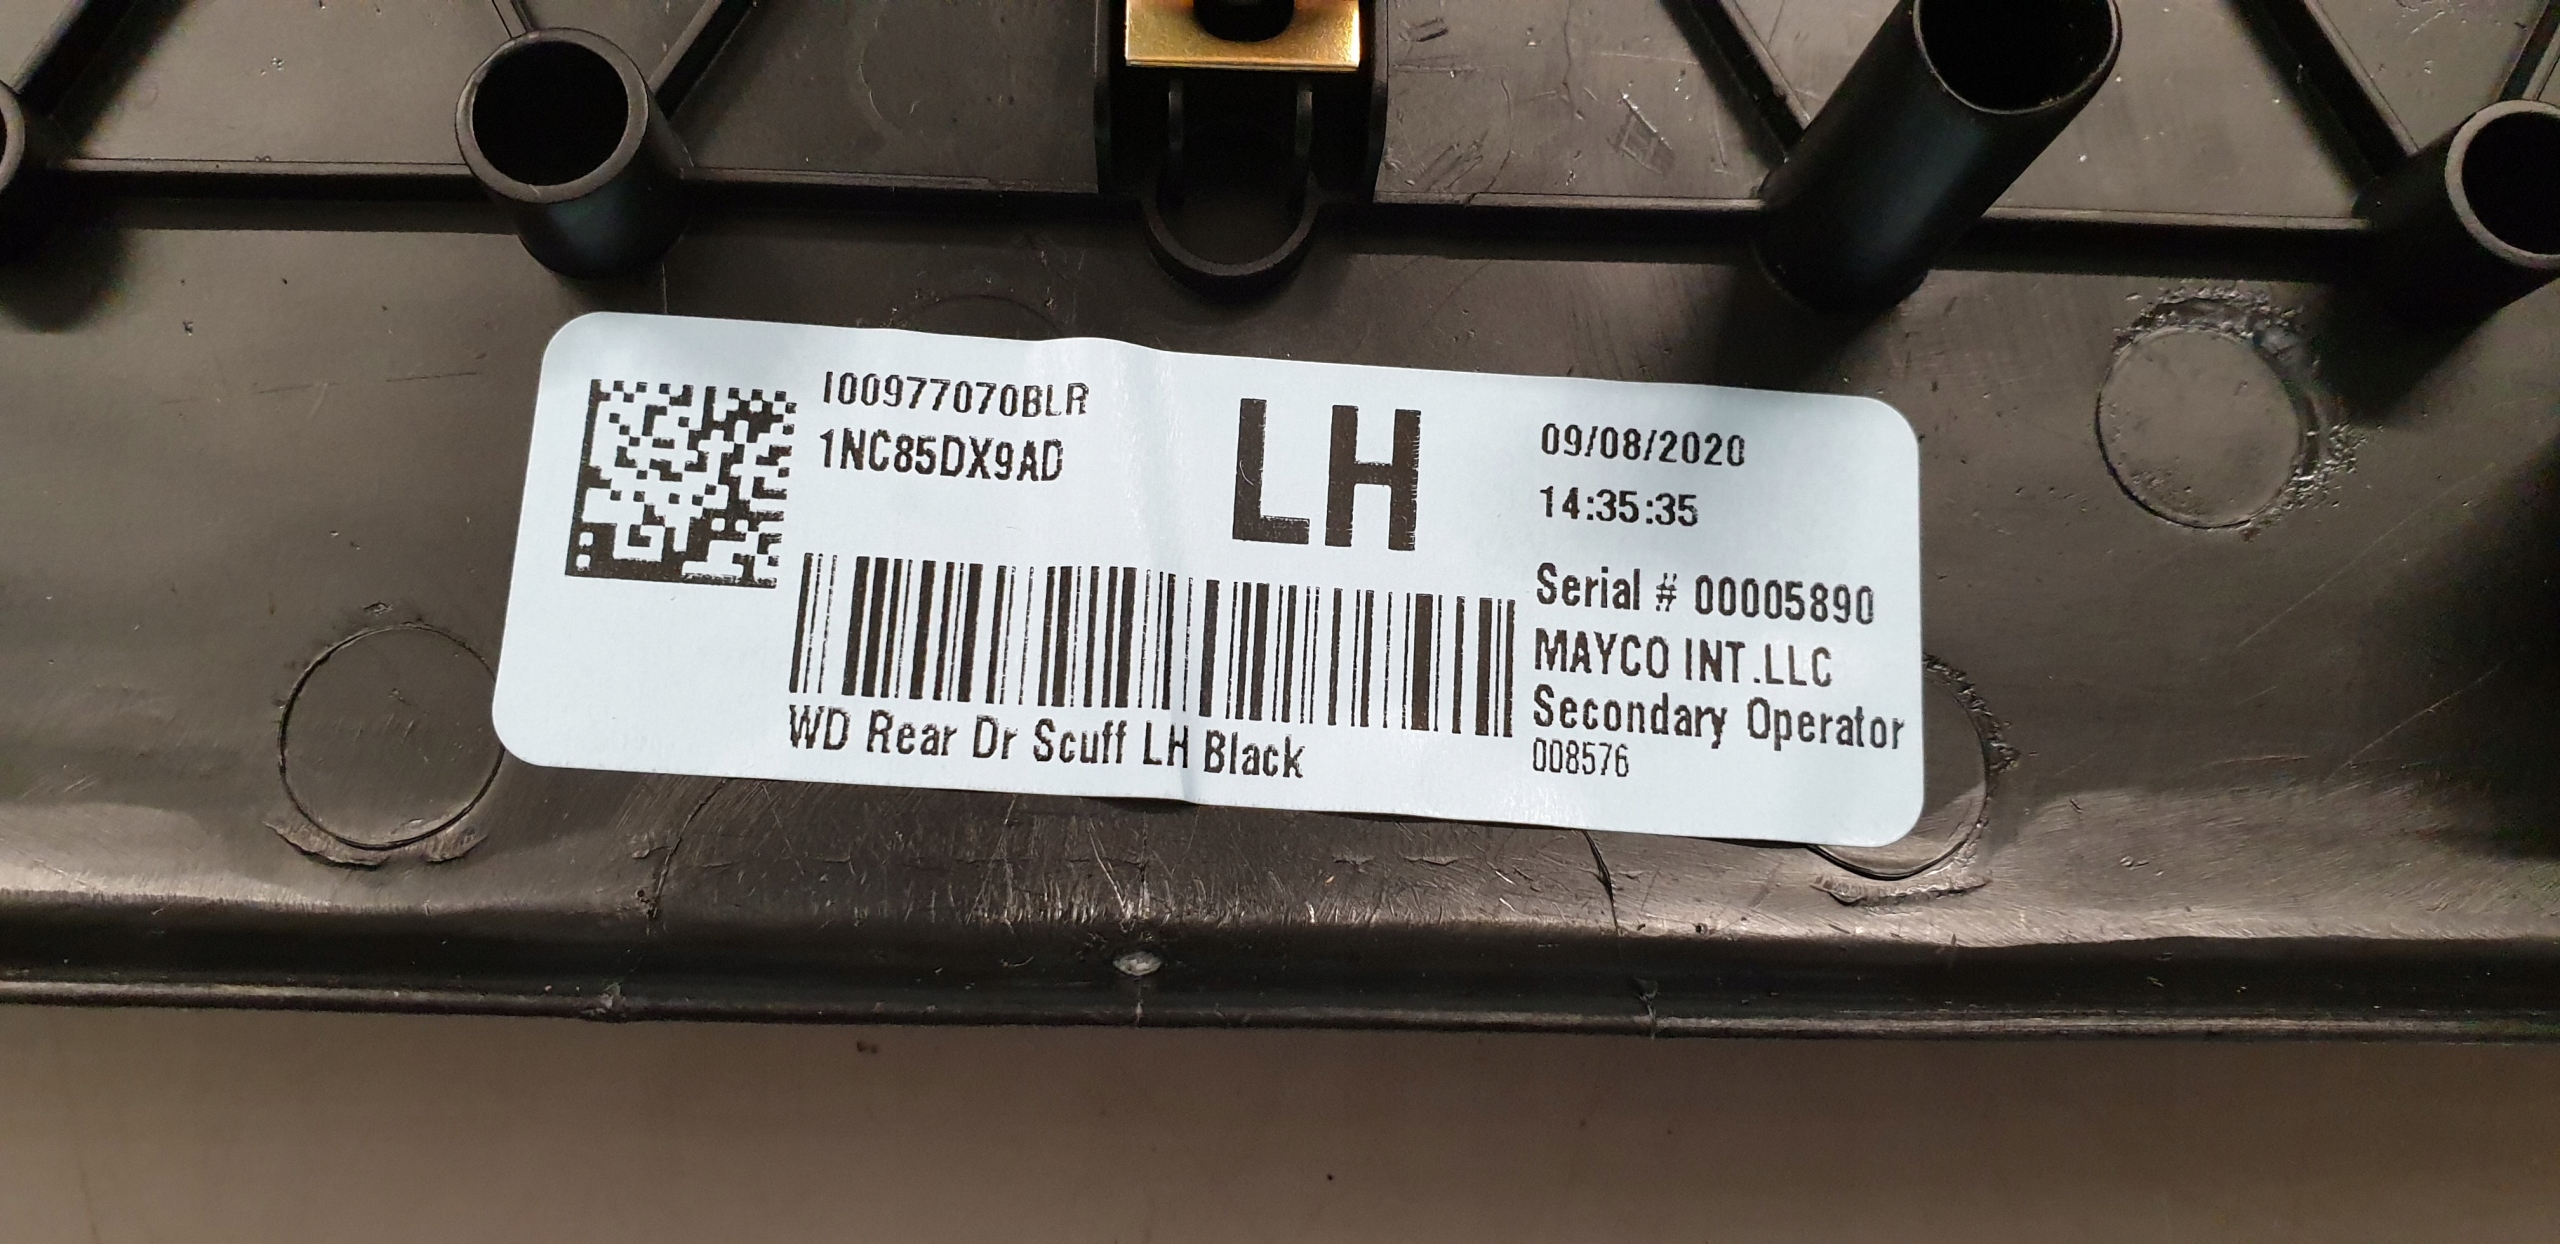 I00977070BLR
1NC85DX9AD
LH
09/08/2020
14:35:35
Serial # 00005890
MAYCO INT.LLC
Secondary Operator
008576
WD Rear Dr Scuff LH Black